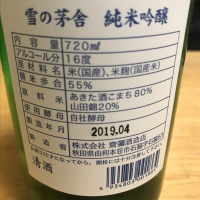 雪の茅舎 純米吟醸
内容量 720㎖
アルコール分 16度
原材料名 米(国産)、米麹(国産)
精米歩合 55%
原料米 あきた酒こまち80%
山田錦20%
使用酵母 自社酵母
製造年月 2019.04
製造者 株式会社 齋彌酒造店
秋田県由利本荘市石脇字石脇53
清酒